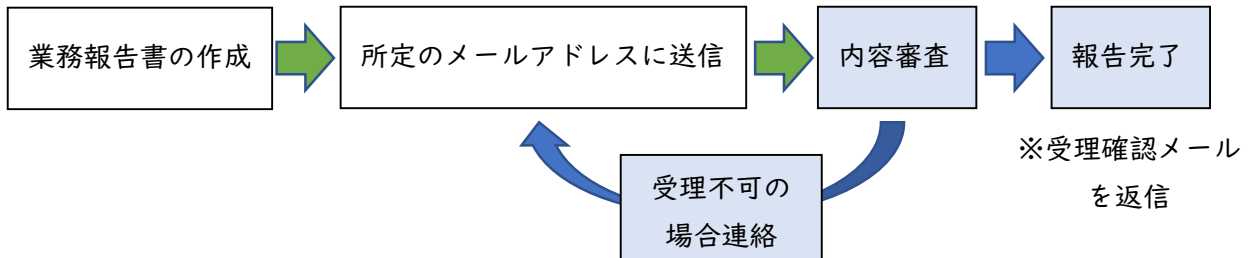 業務報告書の作成
所定のメールアドレスに送信
内容審査
報告完了
※受理確認メール
を返信
受理不可の
場合連絡